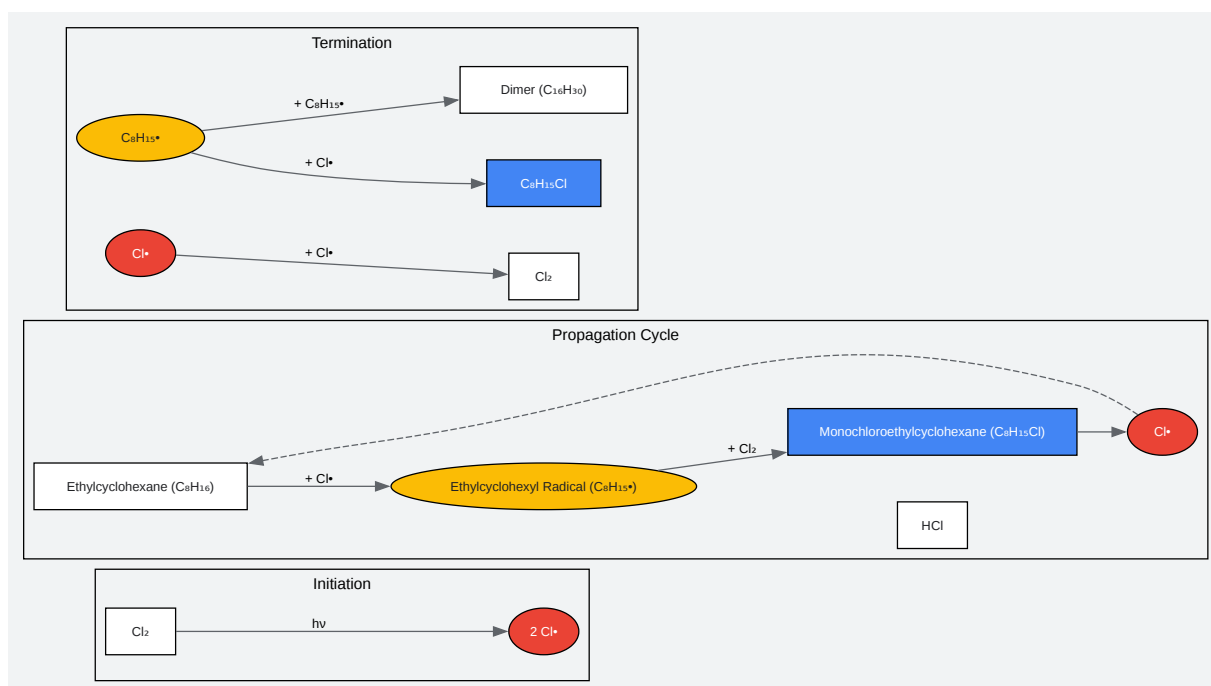 Termination
Dimer (C₁₆H₃₀)
+ C₈H₁₅•
C₈H₁₅•
+ Cl•
C₈H₁₅Cl
Cl•
+ Cl•
Cl₂
Propagation Cycle
Monochloroethylcyclohexane (C₈H₁₅Cl)
Cl•
+ Cl₂
Ethylcyclohexane (C₈H₁₆)
+ Cl•
Ethylcyclohexyl Radical (C₈H₁₅•)
HCl
Initiation
Cl₂
hν
2 Cl•